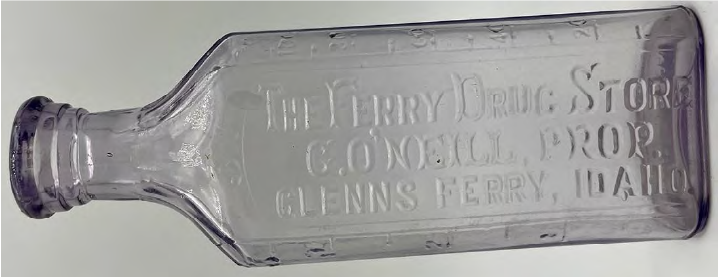 THE FERRY DRUG STORE
C. O'NEILL, PROP.
GLENNS FERRY, IDAHO